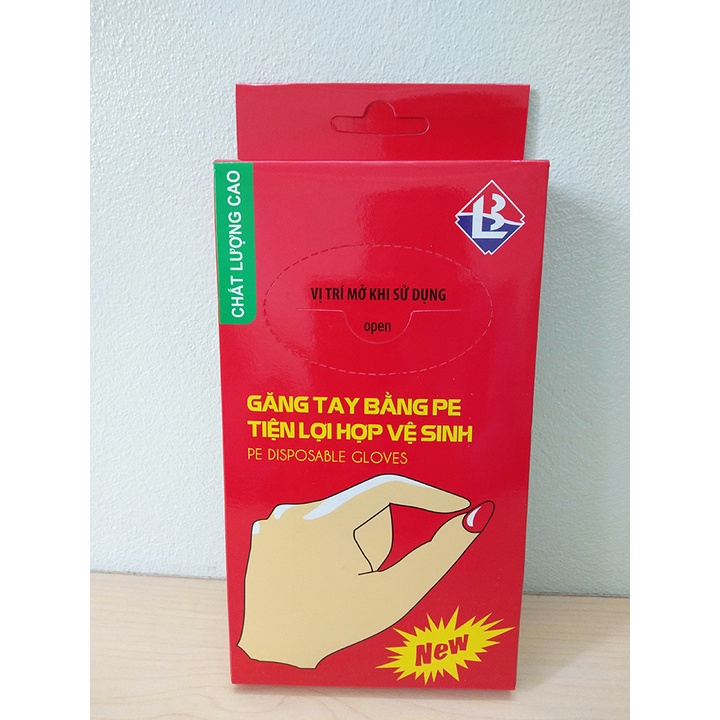 CHẤT LƯỢNG CAO
BL
VỊ TRÍ MỞ KHI SỬ DỤNG
open
GĂNG TAY BẰNG PE
TIỆN LỢI HỢP VỆ SINH
PE DISPOSABLE GLOVES
New